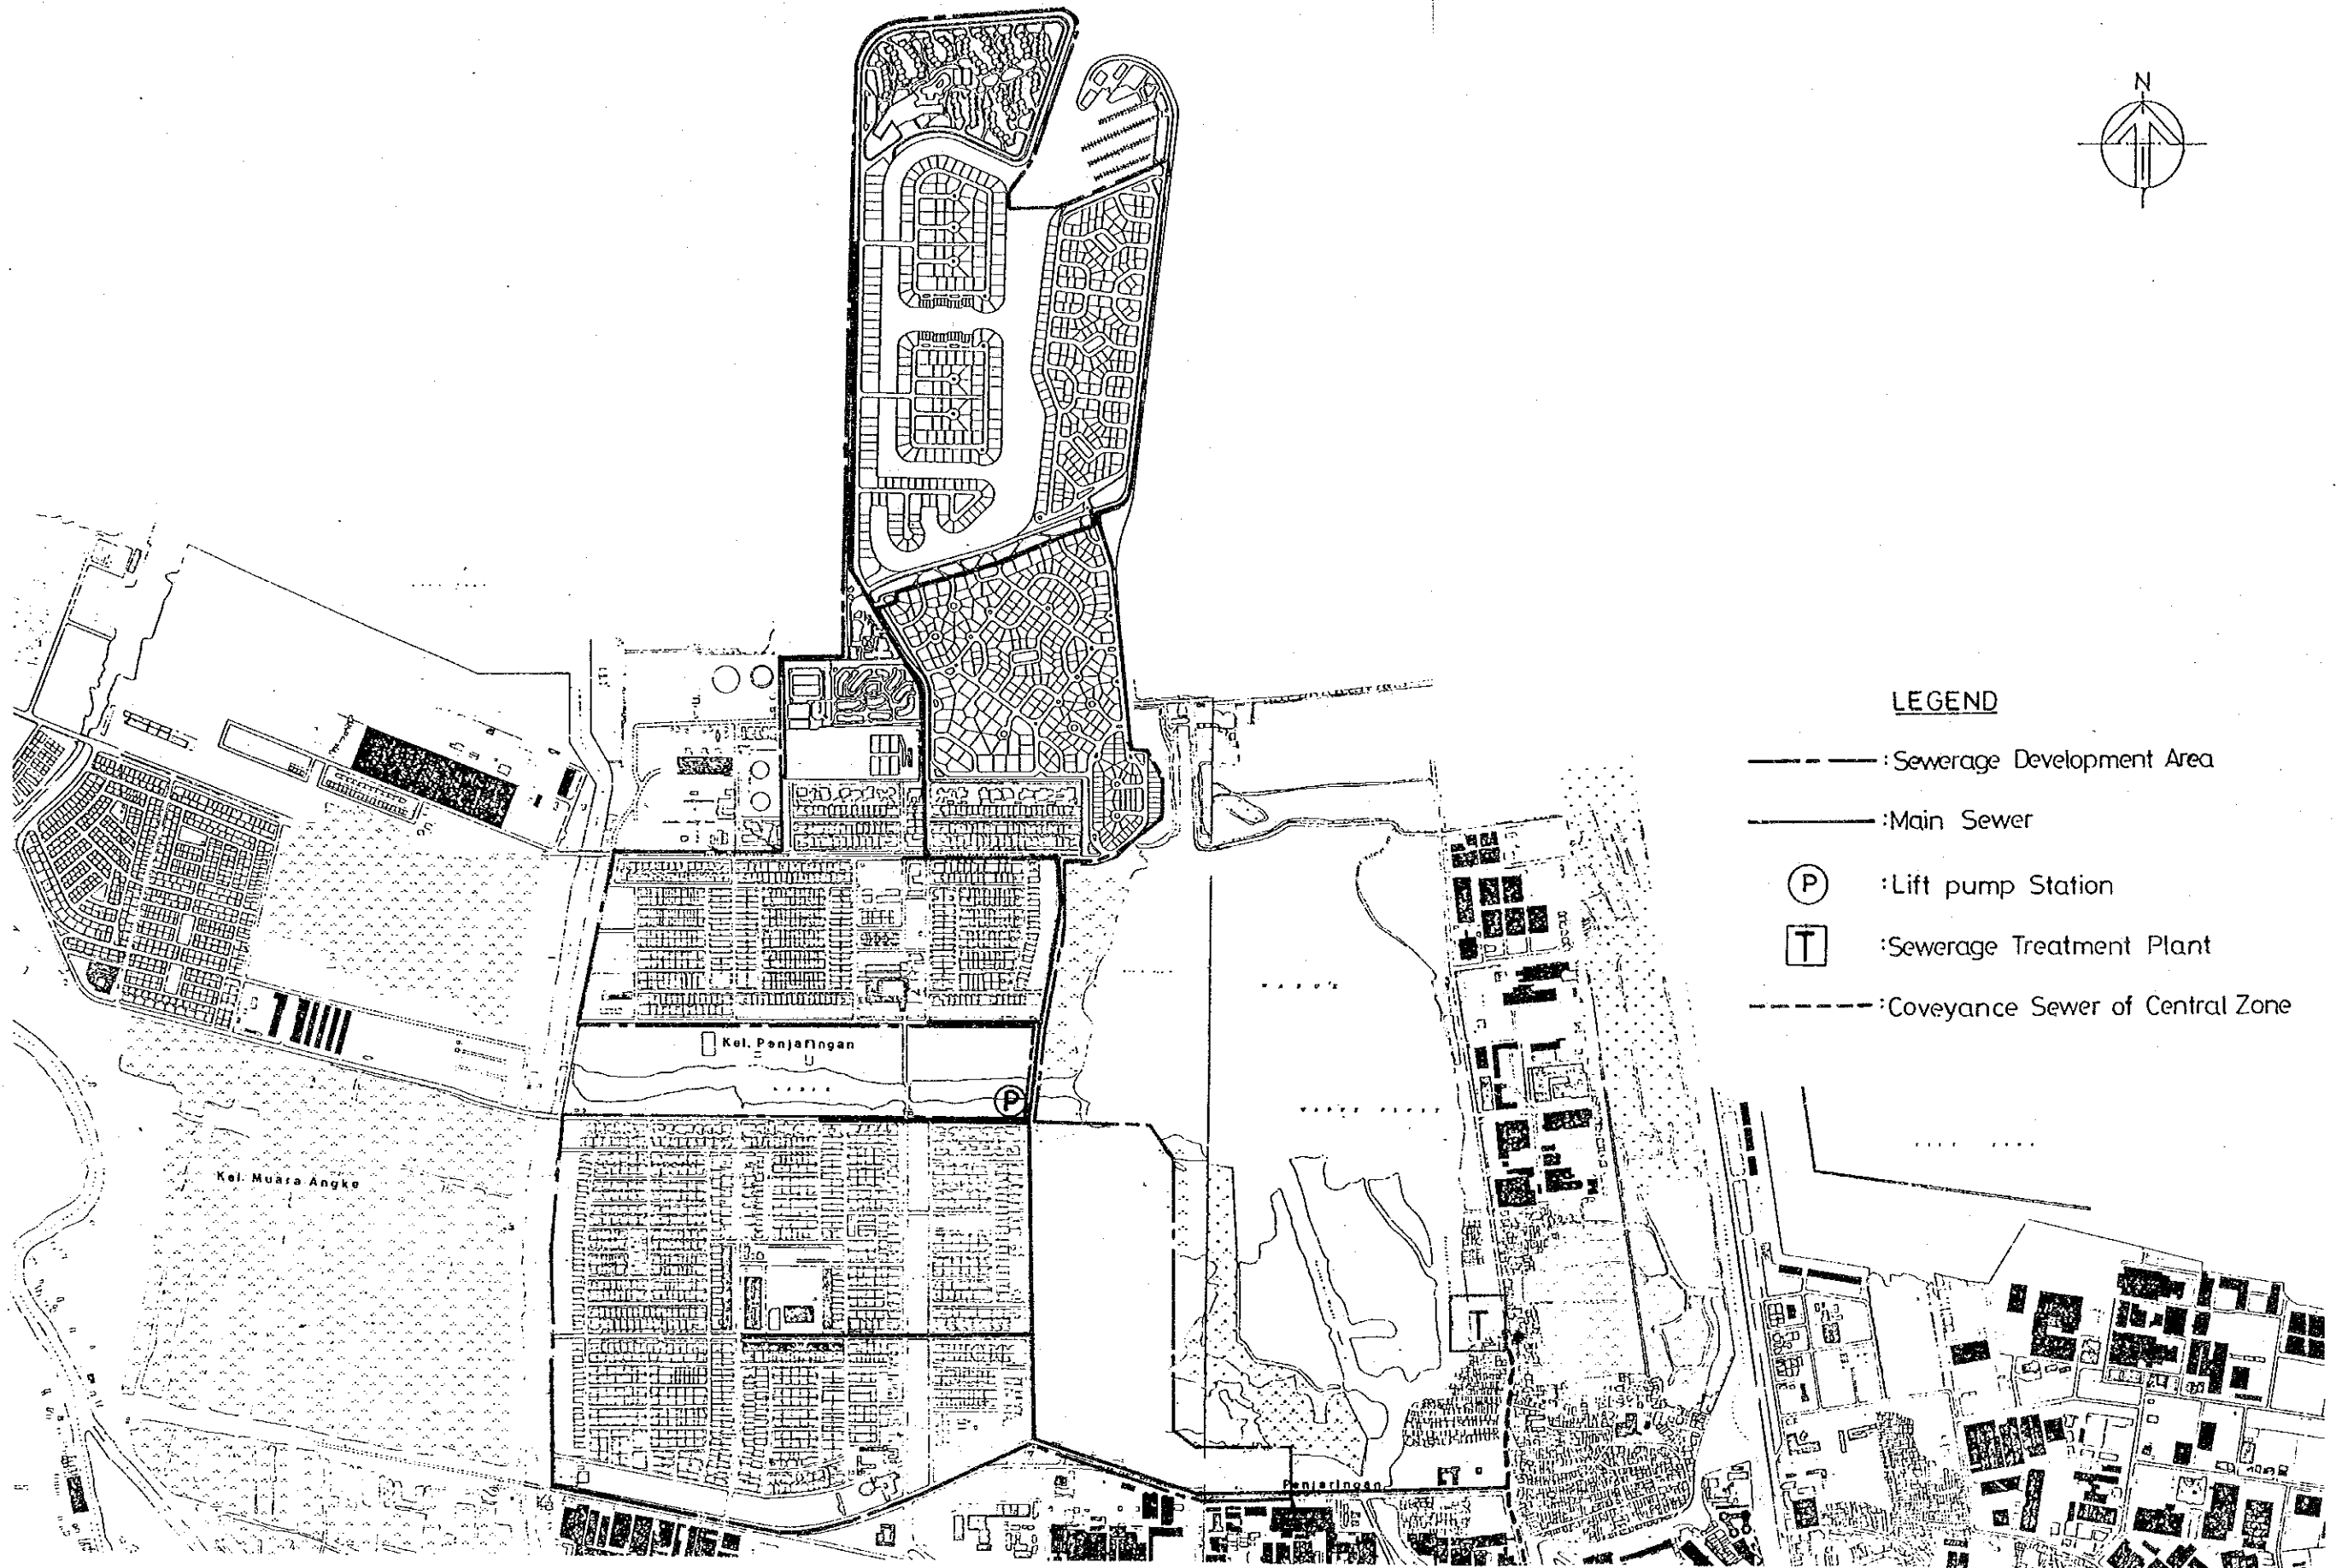 N
LEGEND
:Sewerage Development Area
:Main Sewer
P :Lift pump Station
T :Sewerage Treatment Plant
:Coveyance Sewer of Central Zone
Kel. Penjaringan
P
Kel. Muara Angke
T
Penjaringan